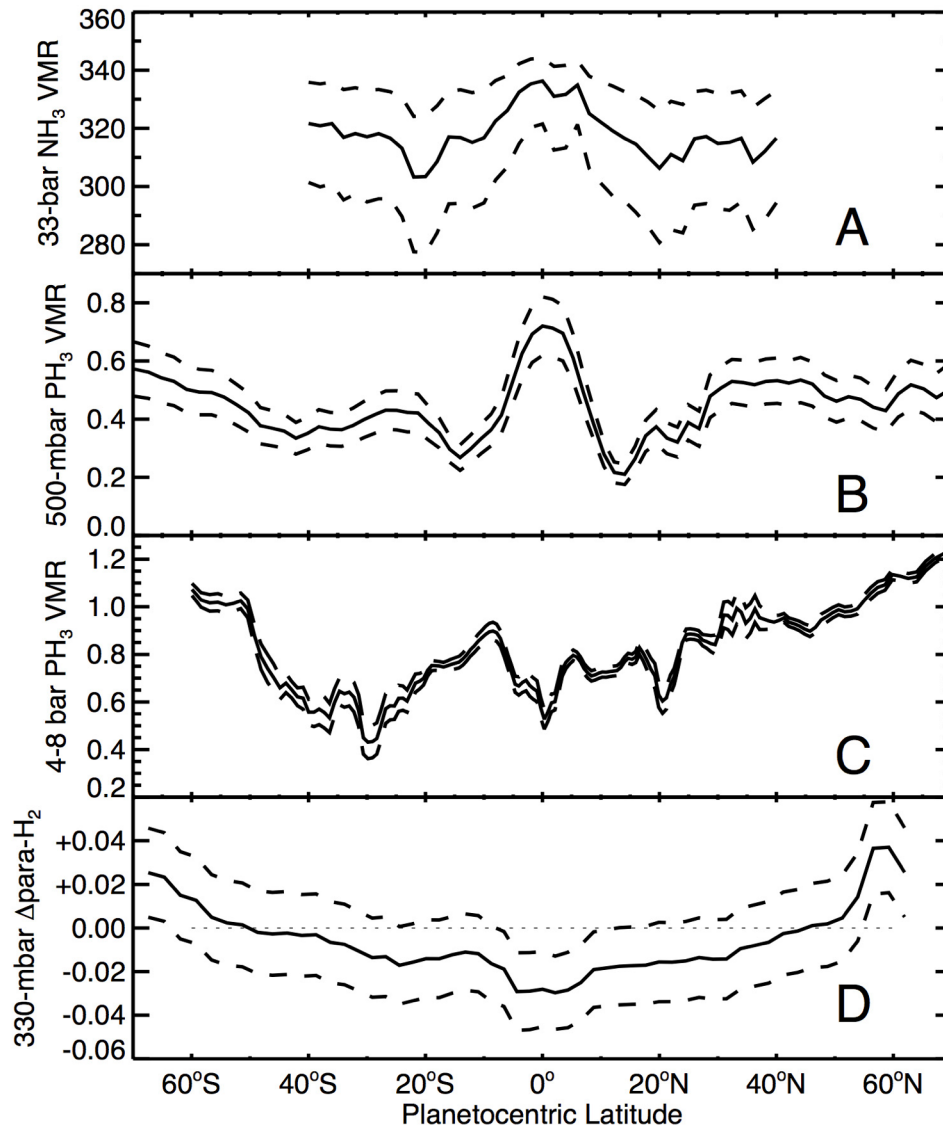 33-bar NH₃ VMR
360
340
320
300
280
A
500-mbar PH₃ VMR
0.8
0.6
0.4
0.2
0.0
B
4-8 bar PH₃ VMR
1.2
1.0
0.8
0.6
0.4
0.2
C
330-mbar Δpara-H₂
+0.04
+0.02
0.00
-0.02
-0.04
-0.06
D
60°S 40°S 20°S 0° 20°N 40°N 60°N
Planetocentric Latitude